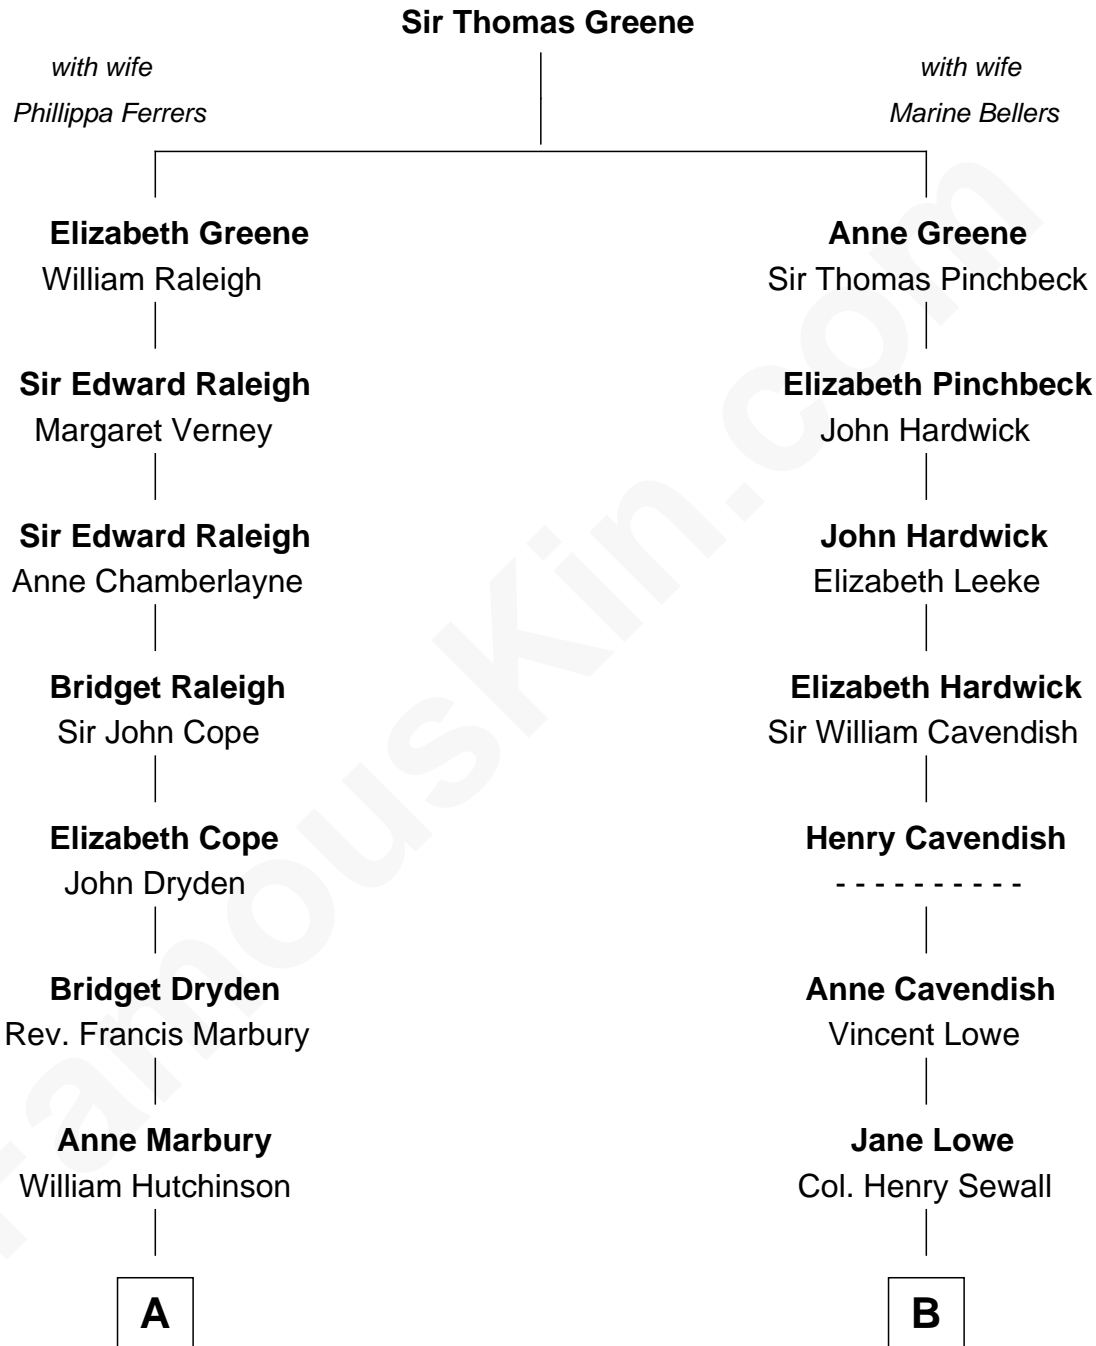 Sir Thomas Greene
with wife
Phillippa Ferrers
with wife
Marine Bellers
Elizabeth Greene
William Raleigh
Anne Greene
Sir Thomas Pinchbeck
Sir Edward Raleigh
Margaret Verney
Elizabeth Pinchbeck
John Hardwick
Sir Edward Raleigh
Anne Chamberlayne
John Hardwick
Elizabeth Leeke
Bridget Raleigh
Sir John Cope
Elizabeth Hardwick
Sir William Cavendish
Elizabeth Cope
John Dryden
Henry Cavendish
- - - - - - - - - -
Bridget Dryden
Rev. Francis Marbury
Anne Cavendish
Vincent Lowe
Anne Marbury
William Hutchinson
Jane Lowe
Col. Henry Sewall
A
B
FamousKin.com